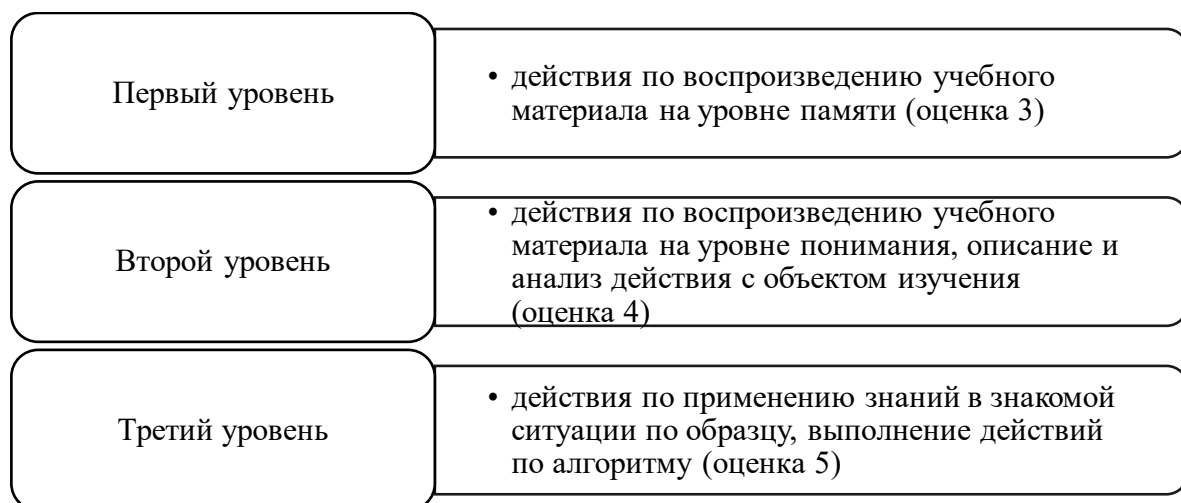 Первый уровень
• действия по воспроизведению учебного
материала на уровне памяти (оценка 3)
Второй уровень
• действия по воспроизведению учебного
материала на уровне понимания, описание и
анализ действия с объектом изучения
(оценка 4)
Третий уровень
• действия по применению знаний в знакомой
ситуации по образцу, выполнение действий
по алгоритму (оценка 5)